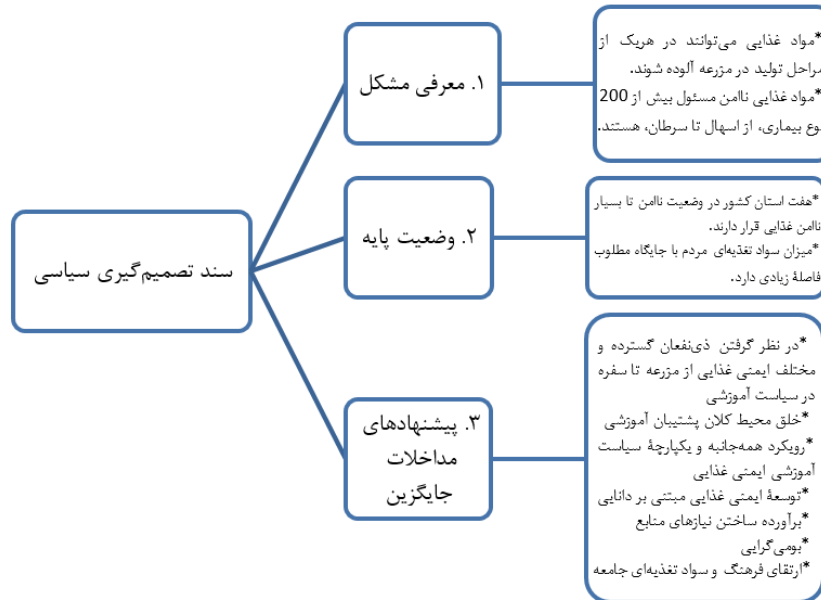 سند تصمیم‌گیری سیاسی
۱. معرفی مشکل
*مواد غذایی می‌توانند در هریک از
مراحل تولید در مزرعه آلوده شوند.
*مواد غذایی ناامن مسئول بیش از 200
وع بیماری، از اسهال تا سرطان، هستند.
۲. وضعیت پایه
*هفت استان کشور در وضعیت ناامن تا بسیار
ناامن غذایی قرار دارند.
*میزان سواد تغذیه‌ای مردم با جایگاه مطلوب
فاصلهٔ زیادی دارد.
۳. پیشنهادهای
مداخلات
جایگزین
*در نظر گرفتن ذی‌نفعان گسترده و
مختلف ایمنی غذایی از مزرعه تا سفره
در سیاست آموزشی
*خلق محیط کلان پشتیبان آموزشی
*رویکرد همه‌جانبه و یکپارچهٔ سیاست
آموزشی ایمنی غذایی
*توسعهٔ ایمنی غذایی مبتنی بر دانایی
*برآورده ساختن نیازهای منابع
*بومی‌گرایی
*ارتقای فرهنگ و سواد تغذیه‌ای جامعه